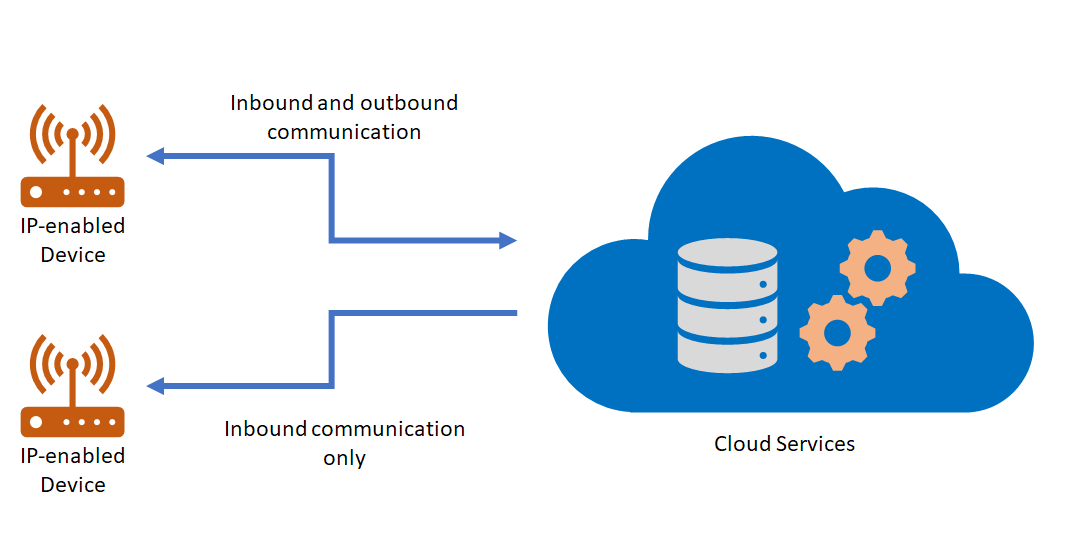 Inbound and outbound
communication
IP-enabled
Device
Inbound communication
only
IP-enabled
Device
Cloud Services